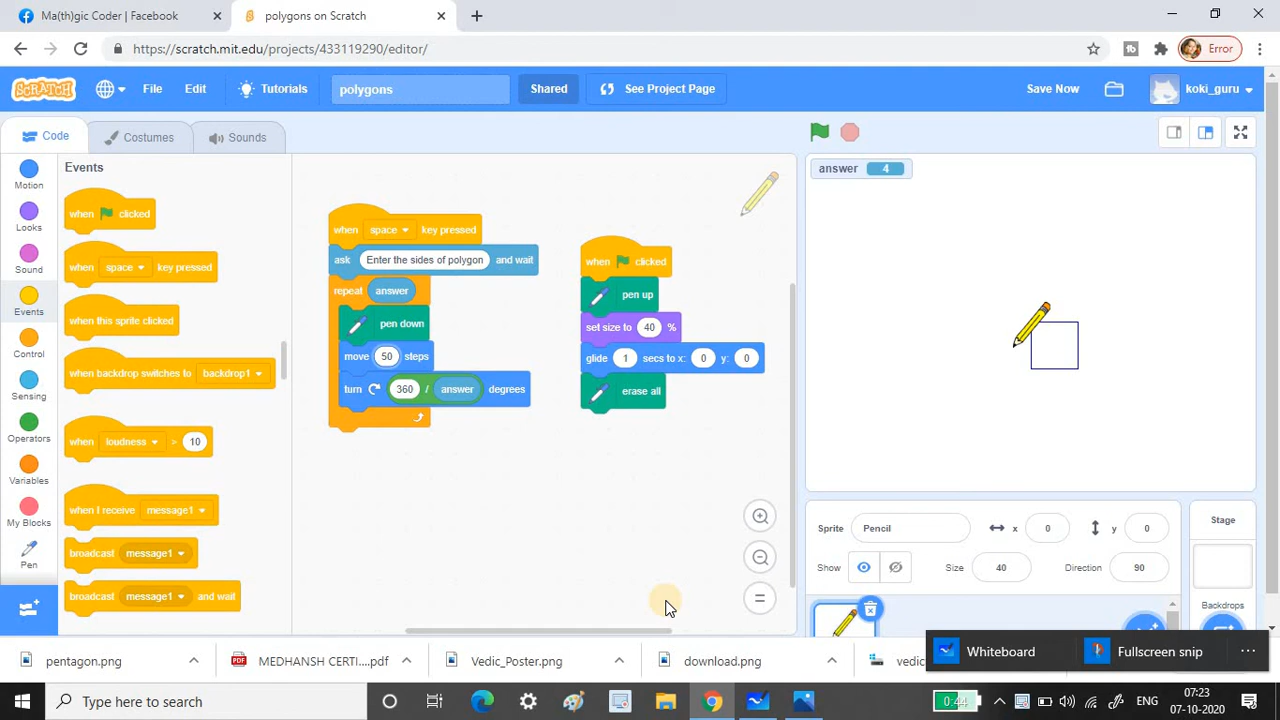 Ma(th)gic Coder | Facebook
polygons on Scratch
https://scratch.mit.edu/projects/433119290/editor/
Error
SCRATCH
File
Edit
Tutorials
polygons
Shared
See Project Page
Save Now
koki_guru
Code
Costumes
Sounds
Motion
Looks
Sound
Events
Control
Sensing
Operators
Variables
My Blocks
Pen
Events
when clicked
when space key pressed
when this sprite clicked
when backdrop switches to backdrop1
when loudness > 10
when I receive message1
broadcast message1
broadcast message1 and wait
when space key pressed
ask Enter the sides of polygon and wait
repeat answer
pen down
move 50 steps
turn 360 / answer degrees
when clicked
pen up
set size to 40 %
glide 1 secs to x: 0 y: 0
erase all
answer 4
Sprite Pencil x 0 y 0
Show Size 40 Direction 90
Stage
Backdrops
Whiteboard
Fullscreen snip
pentagon.png
MEDHANSH CERTI....pdf
Vedic_Poster.png
download.png
vedic
Type here to search
0:44
ENG
07:23
07-10-2020